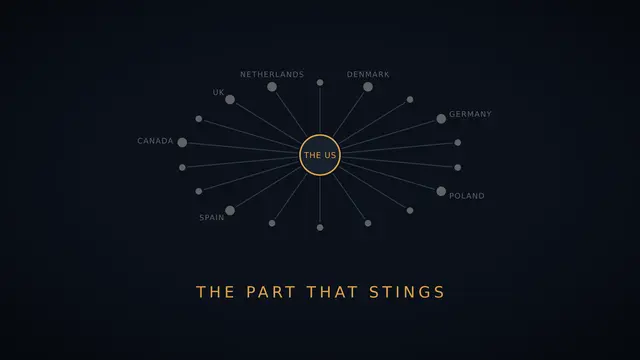 NETHERLANDS
DENMARK
UK
GERMANY
CANADA
THE US
POLAND
SPAIN
THE PART THAT STINGS